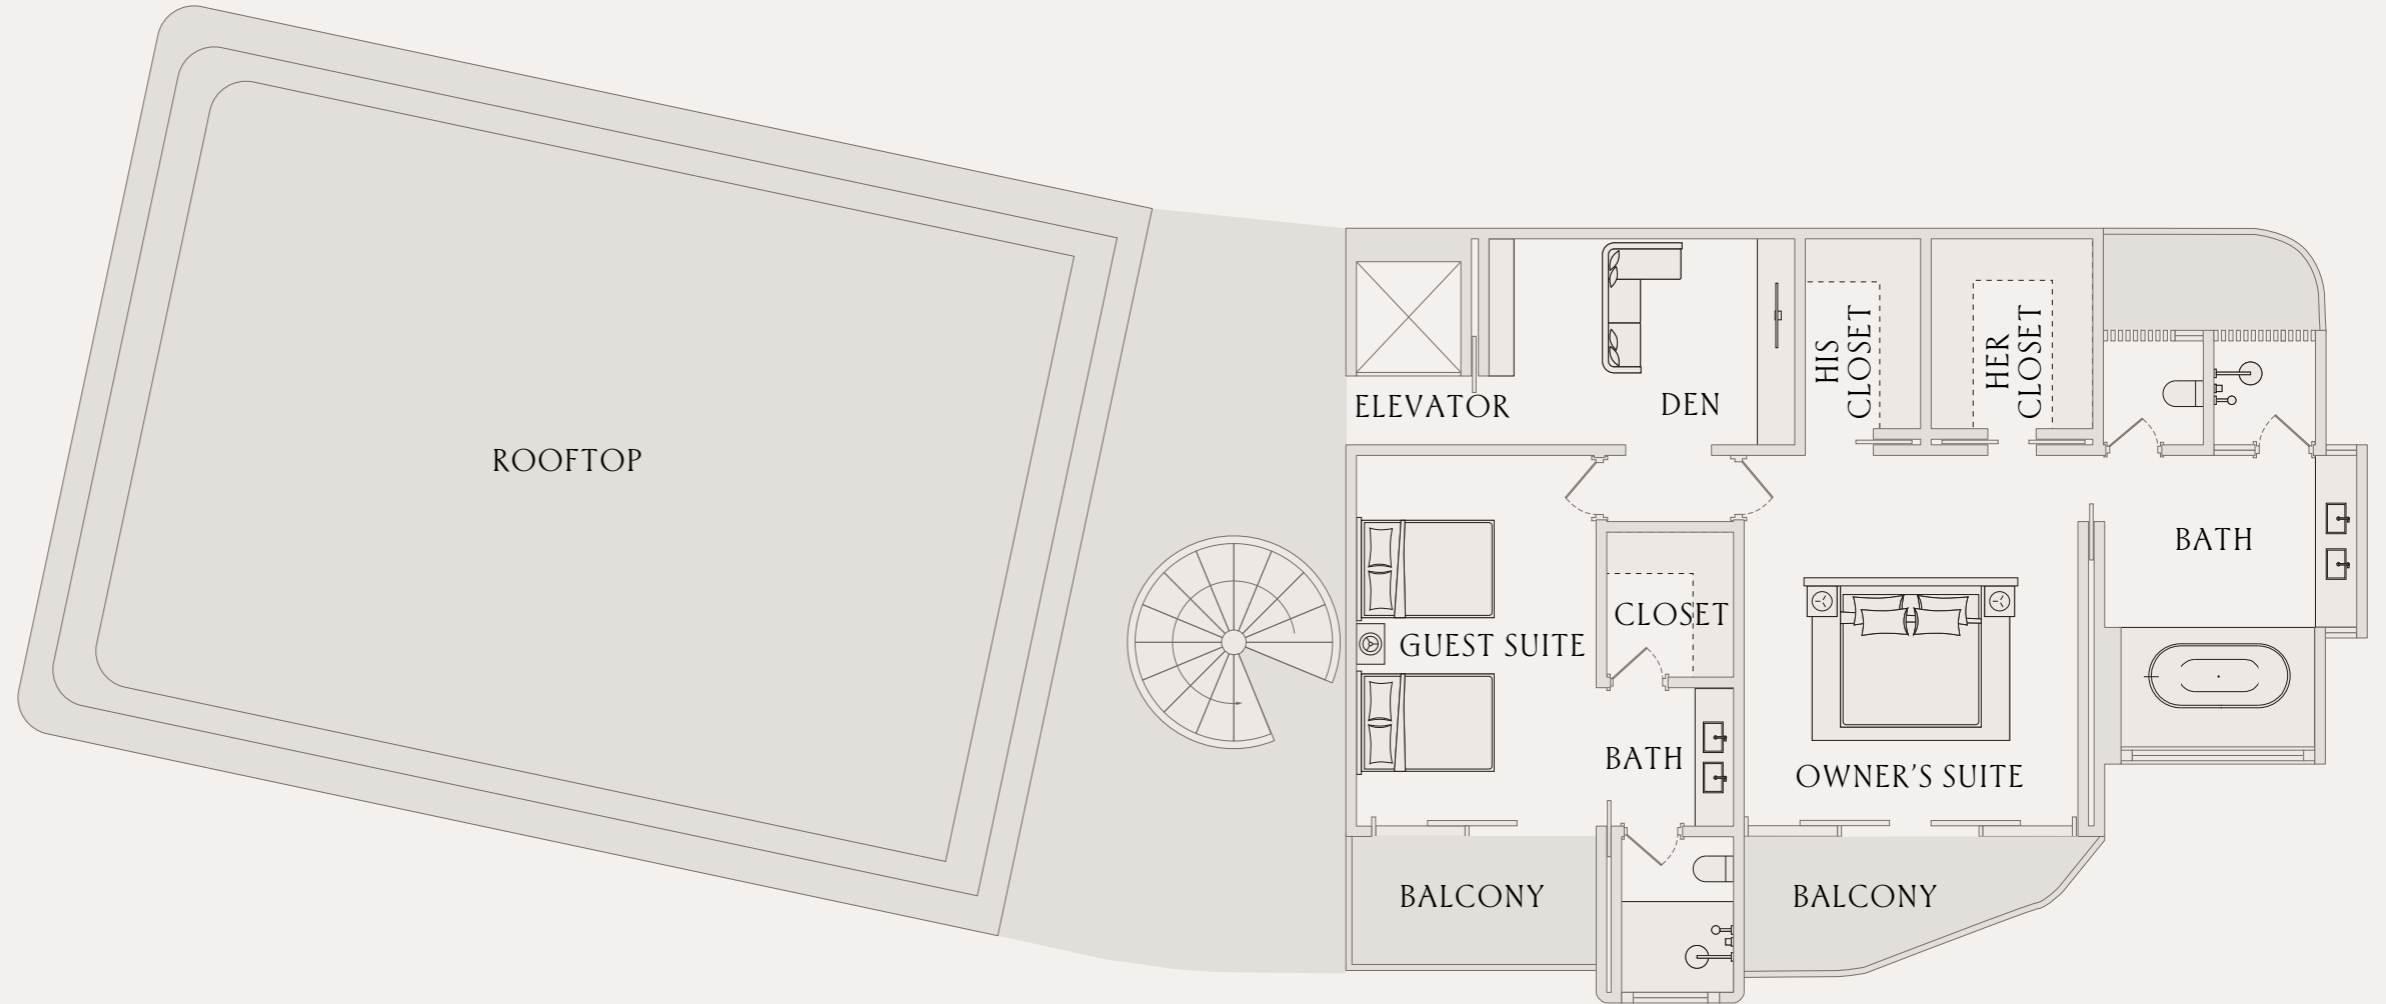 ROOFTOP
ELEVATOR
DEN
HIS
CLOSET
HER
CLOSET
BATH
CLOSET
GUEST SUITE
BATH
OWNER’S SUITE
BALCONY
BALCONY